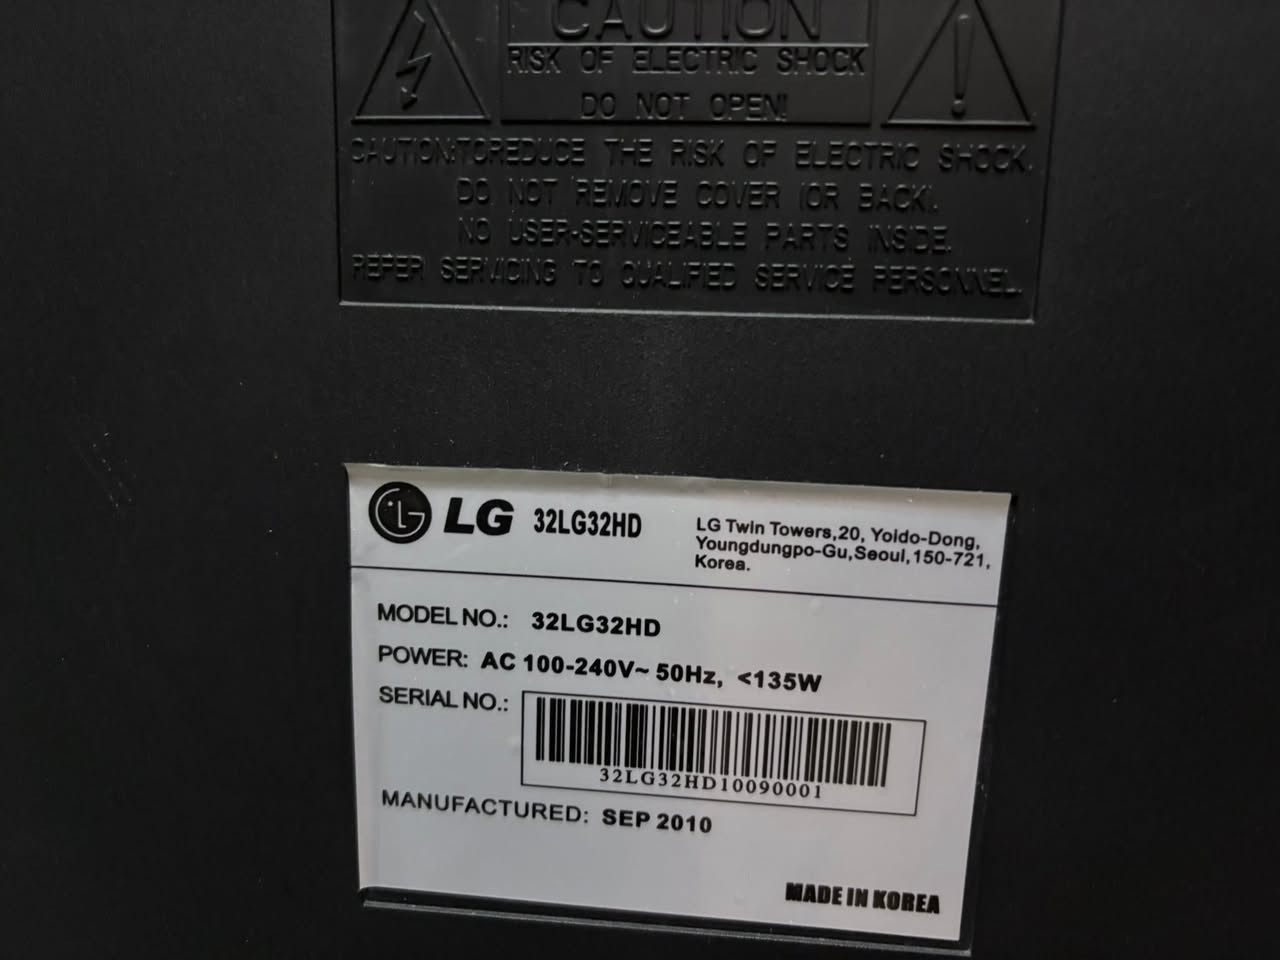 CAUTION
RISK OF ELECTRIC SHOCK
DO NOT OPEN!
CAUTION:TOREDUCE THE RISK OF ELECTRIC SHOCK.
DO NOT REMOVE COVER (OR BACK).
NO USER-SERVICEABLE PARTS INSIDE.
REFER SERVICING TO QUALIFIED SERVICE PERSONNEL.
LG 32LG32HD
LG Twin Towers,20, Yoido-Dong,
Youngdungpo-Gu,Seoul,150-721,
Korea.
MODEL NO.: 32LG32HD
POWER: AC 100-240V~ 50Hz, <135W
SERIAL NO.:
32LG32HD10090001
MANUFACTURED: SEP 2010
MADE IN KOREA